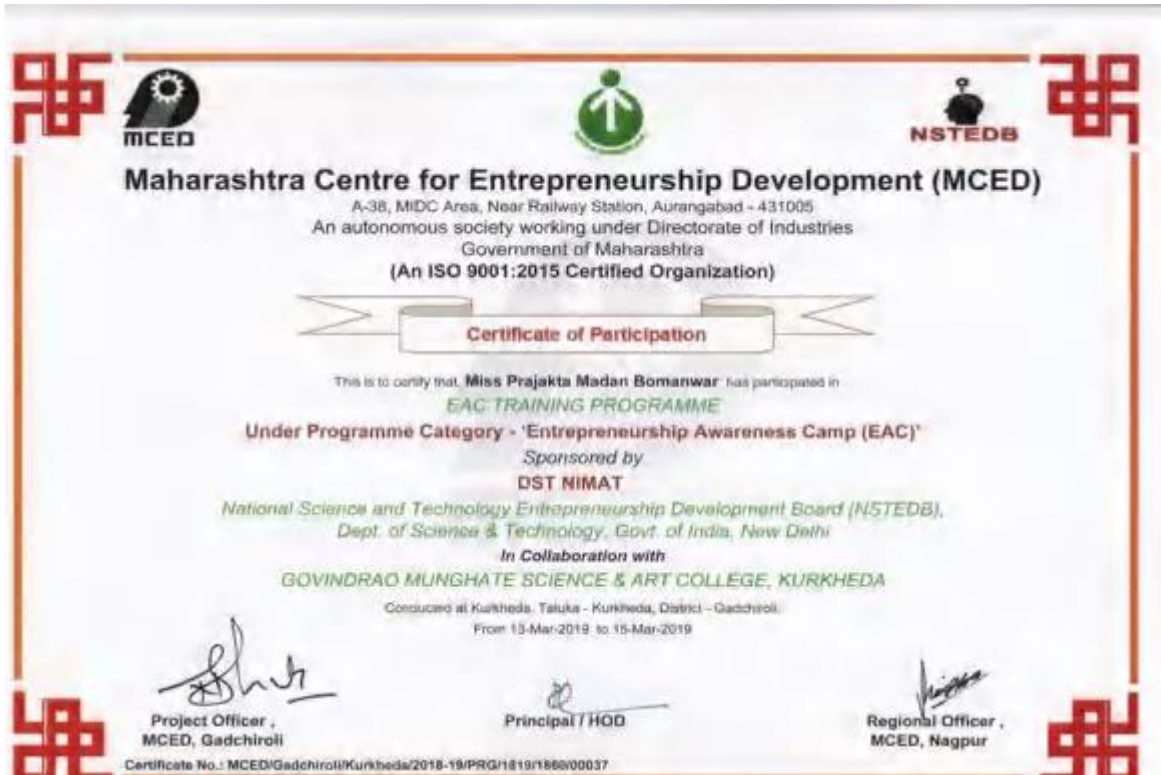 MCED
NSTEDB
Maharashtra Centre for Entrepreneurship Development (MCED)
A-38, MIDC Area, Near Railway Station, Aurangabad - 431005
An autonomous society working under Directorate of Industries
Government of Maharashtra
(An ISO 9001:2015 Certified Organization)
Certificate of Participation
This is to certify that, Miss Prajakta Madan Bomanwar has participated in
EAC TRAINING PROGRAMME
Under Programme Category - 'Entrepreneurship Awareness Camp (EAC)'
Sponsored by
DST NIMAT
National Science and Technology Entrepreneurship Development Board (NSTEDB),
Dept. of Science & Technology, Govt. of India, New Delhi
In Collaboration with
GOVINDRAO MUNGHATE SCIENCE & ART COLLEGE, KURKHEDA
Conducted at Kurkheda, Taluka - Kurkheda, District - Gadchiroli.
From 13-Mar-2019 to 15-Mar-2019
Project Officer ,
MCED, Gadchiroli
Principal / HOD
Regional Officer ,
MCED, Nagpur
Certificate No.: MCED/Gadchiroli/Kurkheda/2018-19/PRG/1819/1860/00037